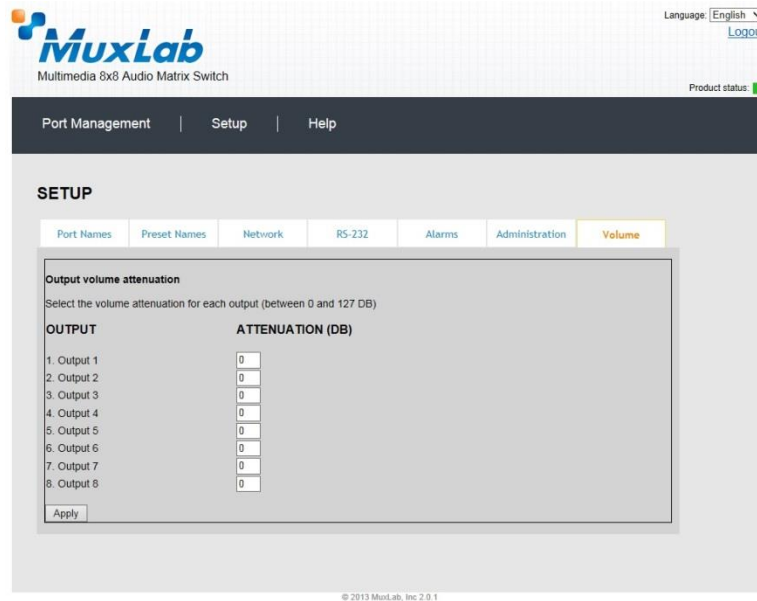 Language: English
MuxLab
Logou
Multimedia 8x8 Audio Matrix Switch
Product status:
Port Management | Setup | Help
SETUP
Port Names Preset Names Network RS-232 Alarms Administration Volume
Output volume attenuation
Select the volume attenuation for each output (between 0 and 127 DB)
OUTPUT ATTENUATION (DB)
1. Output 1 0
2. Output 2 0
3. Output 3 0
4. Output 4 0
5. Output 5 0
6. Output 6 0
7. Output 7 0
8. Output 8 0
Apply
© 2013 MuxLab, Inc 2.0.1